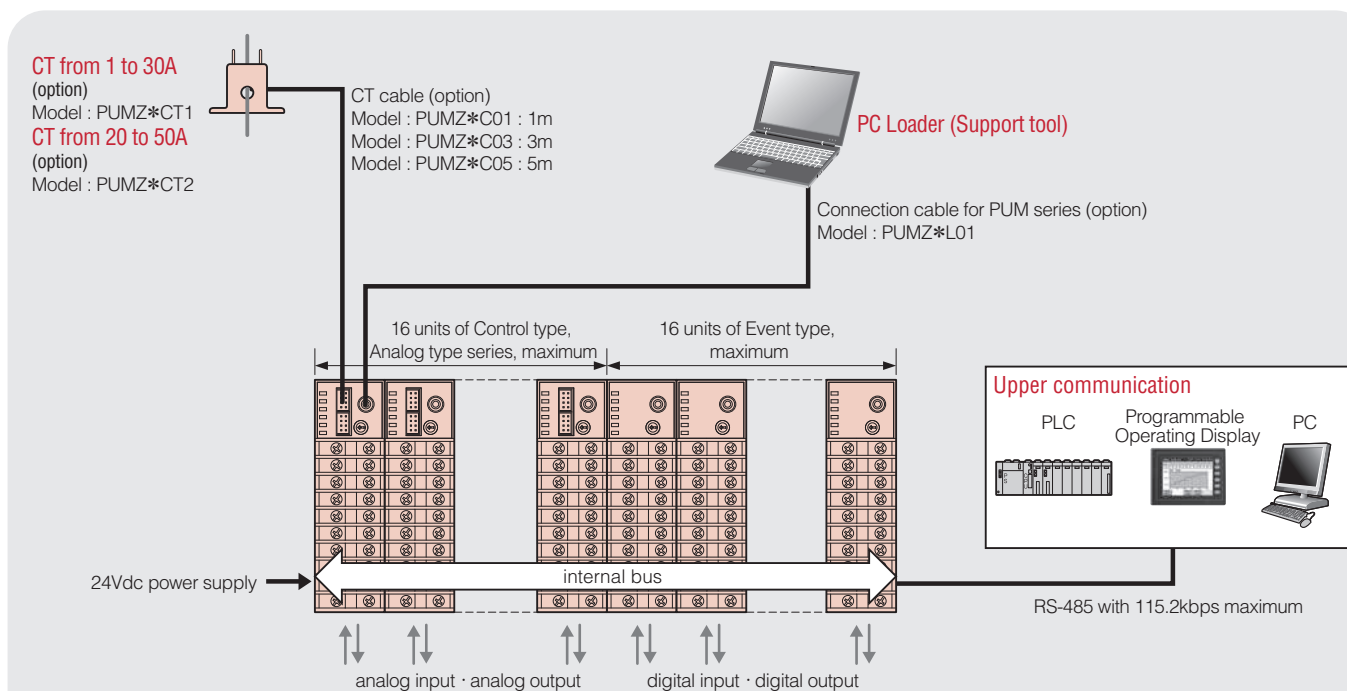 CT from 1 to 30A
(option)
Model : PUMZ✱CT1
CT from 20 to 50A
(option)
Model : PUMZ✱CT2
CT cable (option)
Model : PUMZ✱C01 : 1m
Model : PUMZ✱C03 : 3m
Model : PUMZ✱C05 : 5m
PC Loader (Support tool)
Connection cable for PUM series (option)
Model : PUMZ✱L01
16 units of Control type,
Analog type series, maximum
16 units of Event type,
maximum
Upper communication
PLC
Programmable
Operating Display
PC
24Vdc power supply
internal bus
RS-485 with 115.2kbps maximum
analog input · analog output
digital input · digital output